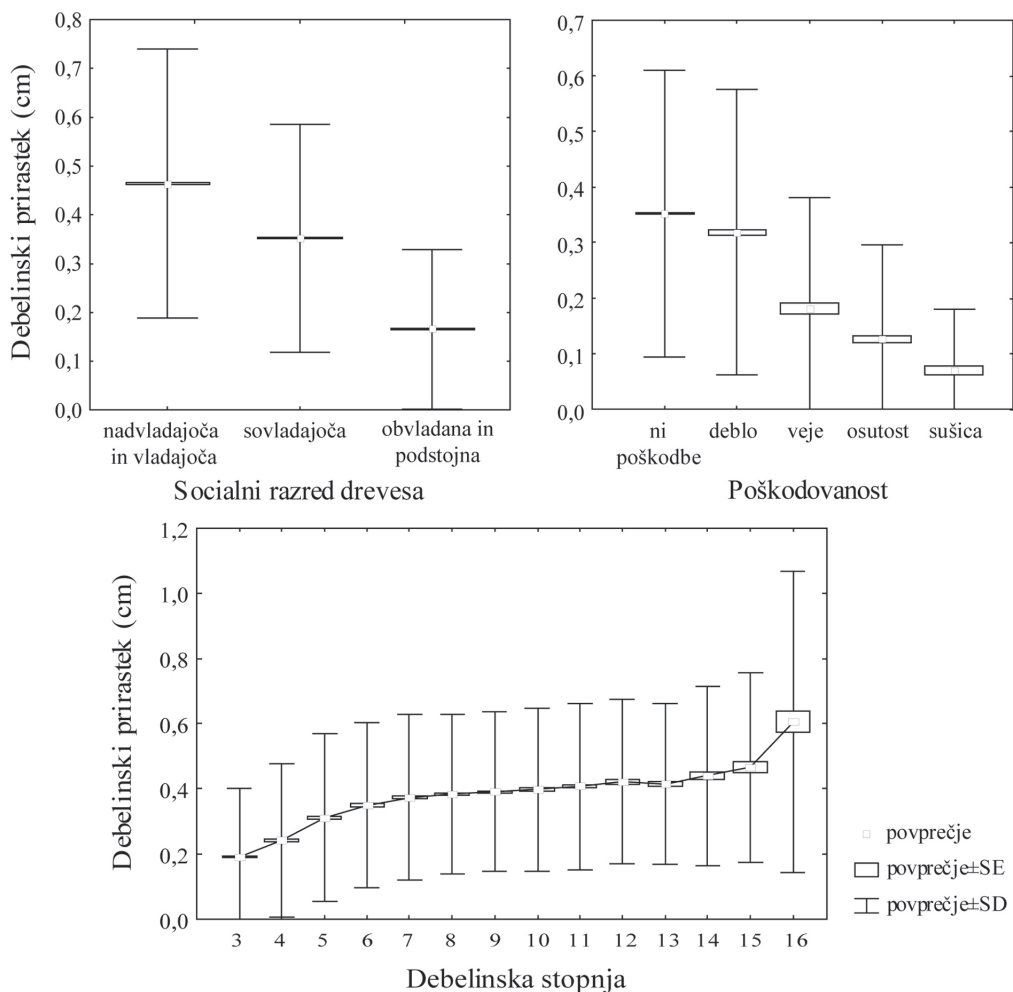 Debelinski prirastek (cm)
0,8
0,7
0,6
0,5
0,4
0,3
0,2
0,1
0,0
nadvladajoča
in vladajoča
sovladajoča
obvladana in
podstojna
Socialni razred drevesa
0,7
0,6
0,5
0,4
0,3
0,2
0,1
0,0
ni
poškodbe
deblo
veje
osutost
sušica
Poškodovanost
Debelinski prirastek (cm)
1,2
1,0
0,8
0,6
0,4
0,2
0,0
3 4 5 6 7 8 9 10 11 12 13 14 15 16
Debelinska stopnja
povprečje
povprečje±SE
povprečje±SD